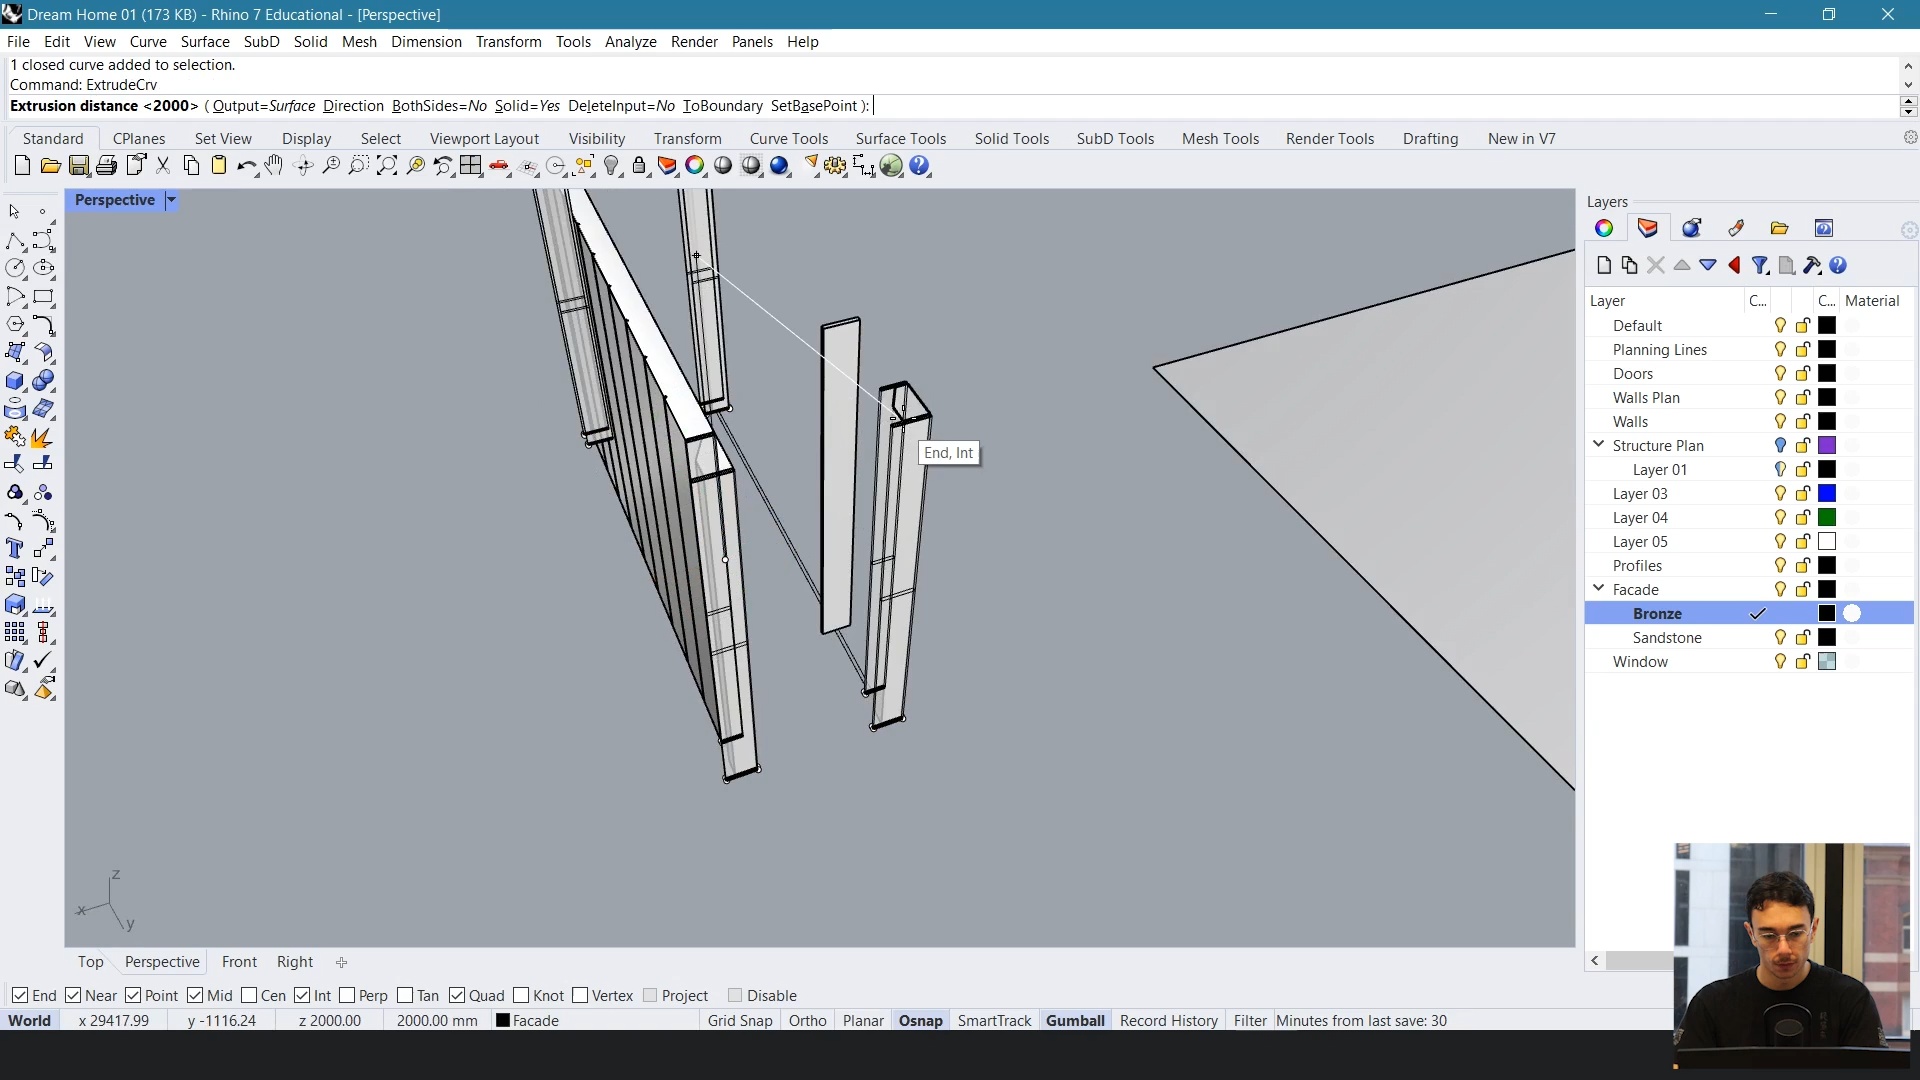 Dream Home 01 (173 KB) - Rhino 7 Educational - [Perspective]
File Edit View Curve Surface SubD Solid Mesh Dimension Transform Tools Analyze Render Panels Help
1 closed curve added to selection.
Command: ExtrudeCrv
Extrusion distance <2000> ( Output=Surface Direction BothSides=No Solid=Yes DeleteInput=No ToBoundary SetBasePoint ):
Standard CPlanes Set View Display Select Viewport Layout Visibility Transform Curve Tools Surface Tools Solid Tools SubD Tools Mesh Tools Render Tools Drafting New in V7
Perspective
End, Int
z
x
y
Layers
Layer C... C... Material
Default
Planning Lines
Doors
Walls Plan
Walls
Structure Plan
Layer 01
Layer 03
Layer 04
Layer 05
Profiles
Facade
Bronze
Sandstone
Window
Top Perspective Front Right
End Near Point Mid Cen Int Perp Tan Quad Knot Vertex Project Disable
World x 29417.99 y -1116.24 z 2000.00 2000.00 mm Facade Grid Snap Ortho Planar Osnap SmartTrack Gumball Record History Filter Minutes from last save: 30